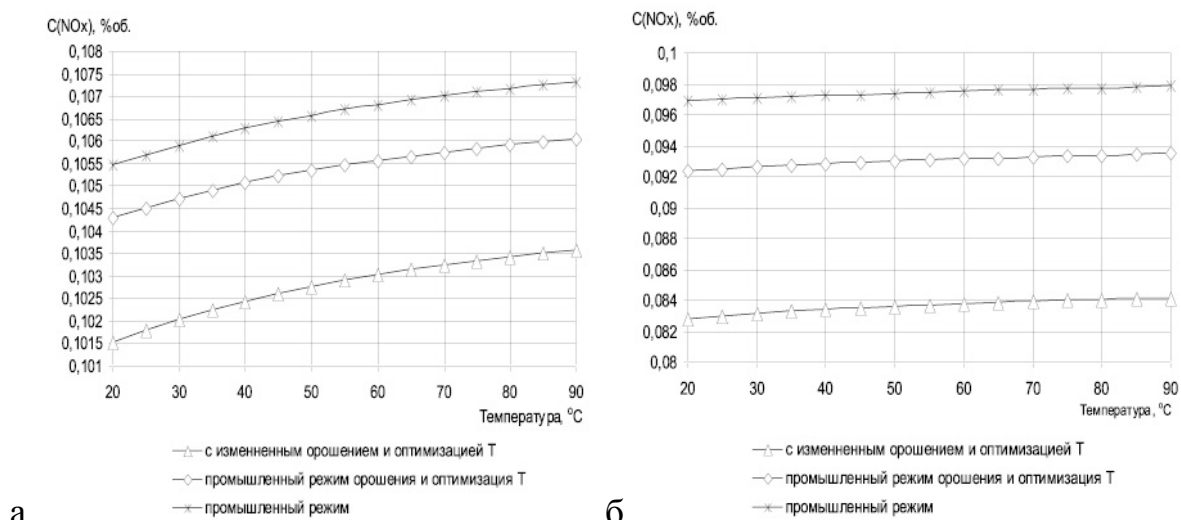 C(NOx), %об.
0,108
0,1075
0,107
0,1065
0,106
0,1055
0,105
0,1045
0,104
0,1035
0,103
0,1025
0,102
0,1015
0,101
20 30 40 50 60 70 80 90
Температура, °C
с измненным орошением и оптимизацией T
промышленный режим орошения и оптимизация T
промышленный режим
а
C(NOx), %об.
0,1
0,098
0,096
0,094
0,092
0,09
0,088
0,086
0,084
0,082
0,08
20 30 40 50 60 70 80 90
Температура, °C
с измненным орошением и оптимизацией T
промышленный режим орошения и оптимизация T
промышленный режим
б